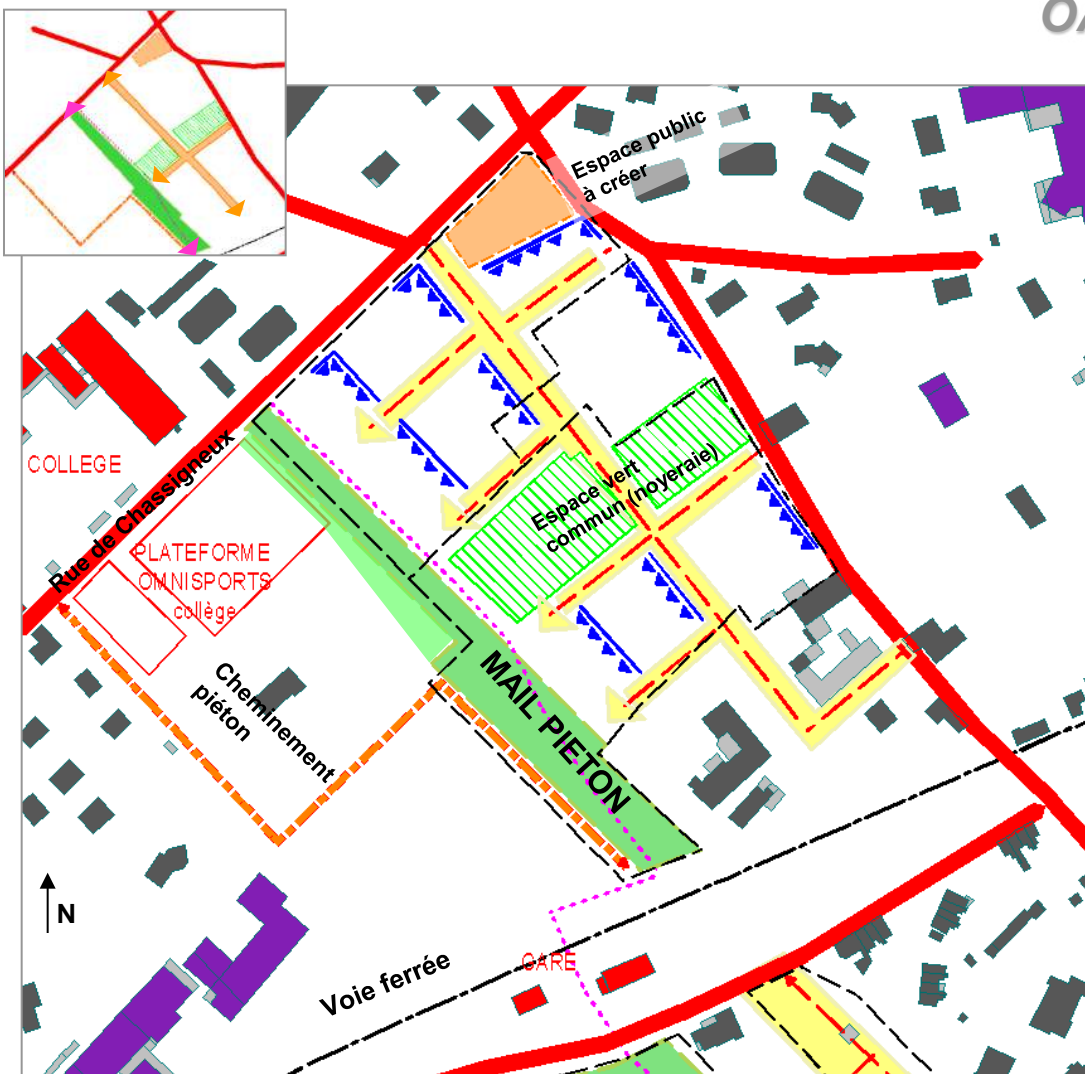 Espace public
à créer
COLLEGE
Rue de Chassigneux
PLATEFORME
OMNISPORTS
collège
Espace vert
commun (noyeraie)
Cheminement
piéton
MAIL PIETON
N
GARE
Voie ferrée